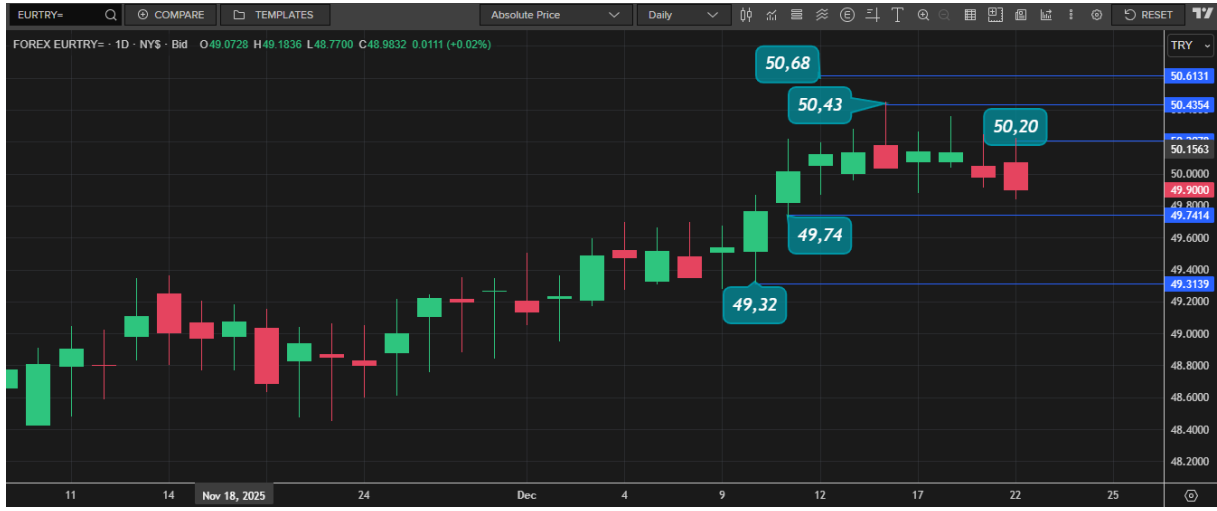 EURTRY=
COMPARE
TEMPLATES
Absolute Price
Daily
E
T
RESET
FOREX EURTRY= · 1D · NY$ · Bid O49.0728 H49.1836 L48.7700 C48.9832 0.0111 (+0.02%)
TRY
50,68
50.6131
50,43
50.4354
50,20
50.1563
50.0000
49.9000
49.8000
49.7414
49,74
49.6000
49.4000
49.3139
49,32
49.2000
49.0000
48.8000
48.6000
48.4000
48.2000
11
14
Nov 18, 2025
24
Dec
4
9
12
17
22
25